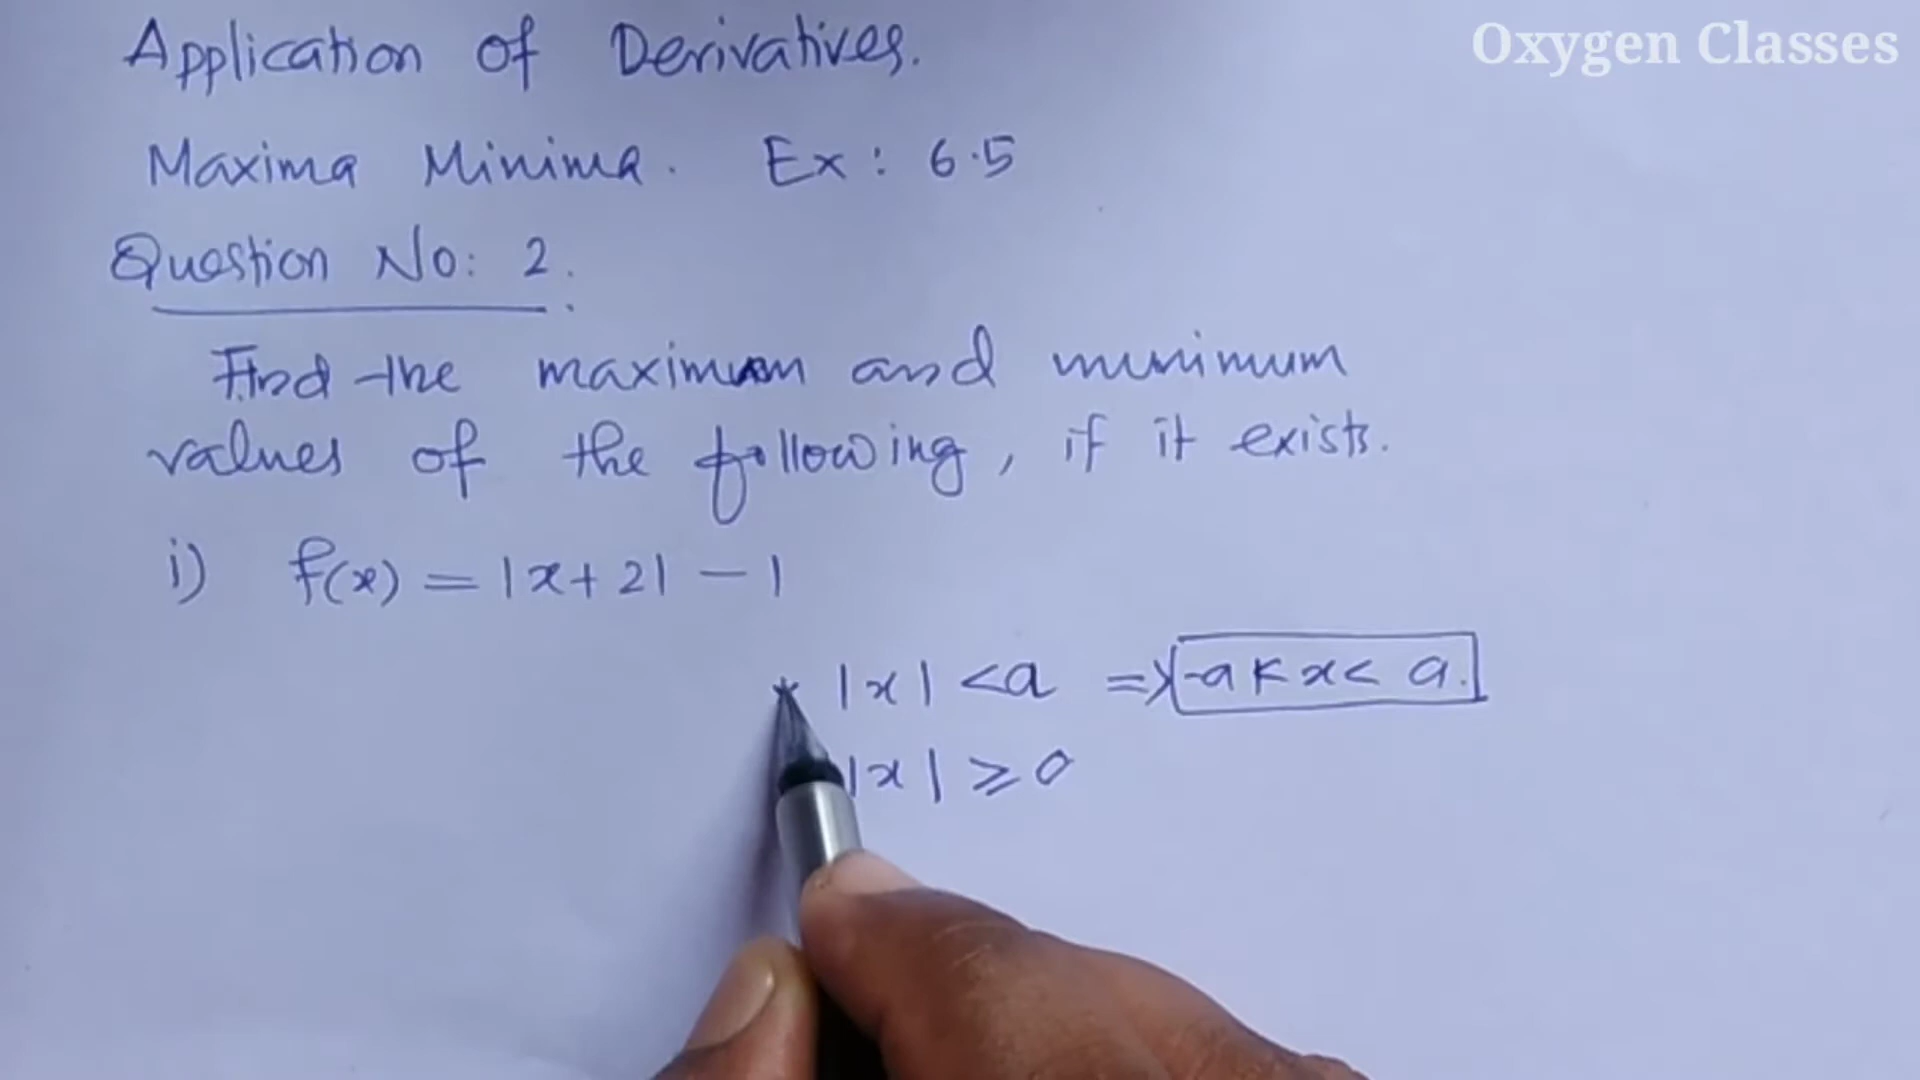 Oxygen Classes
Application of Derivatives.
Maxima Minima. Ex: 6.5
Question No: 2.
Find the maximum and minimum
values of the following, if it exists.
i) f(x) = |x+2| - 1
* |x| < a => -a < x < a.
|x| ≥ 0